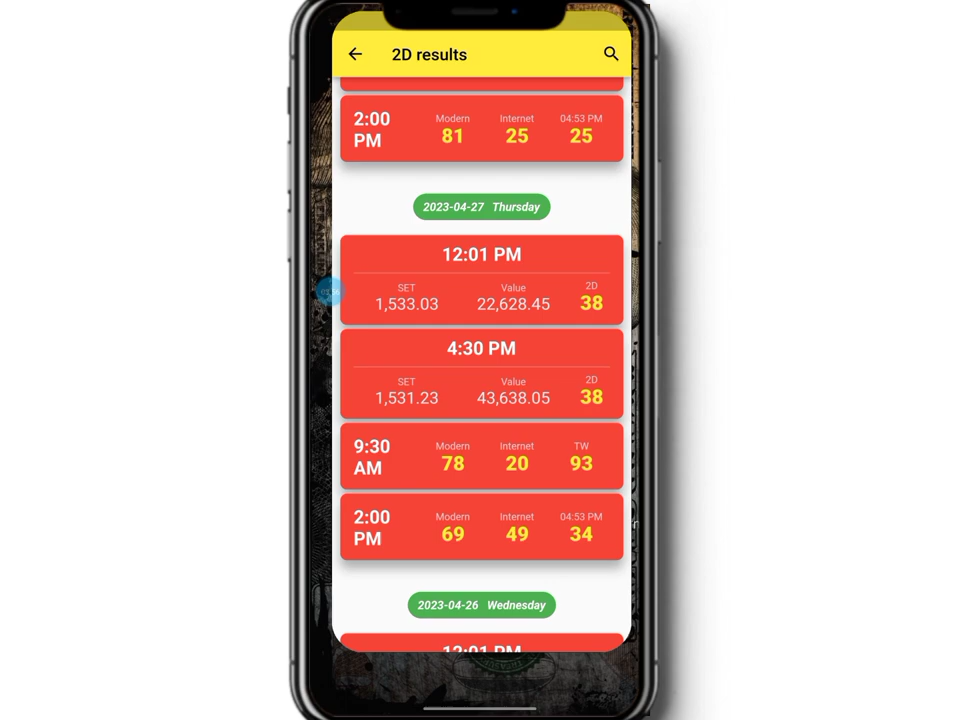 2D results
2:00 PM
Modern Internet 04:53 PM
81 25 25
2023-04-27 Thursday
12:01 PM
SET Value 2D
1,533.03 22,628.45 38
4:30 PM
SET Value 2D
1,531.23 43,638.05 38
9:30 AM
Modern Internet TW
78 20 93
2:00 PM
Modern Internet 04:53 PM
69 49 34
2023-04-26 Wednesday
12:01 PM